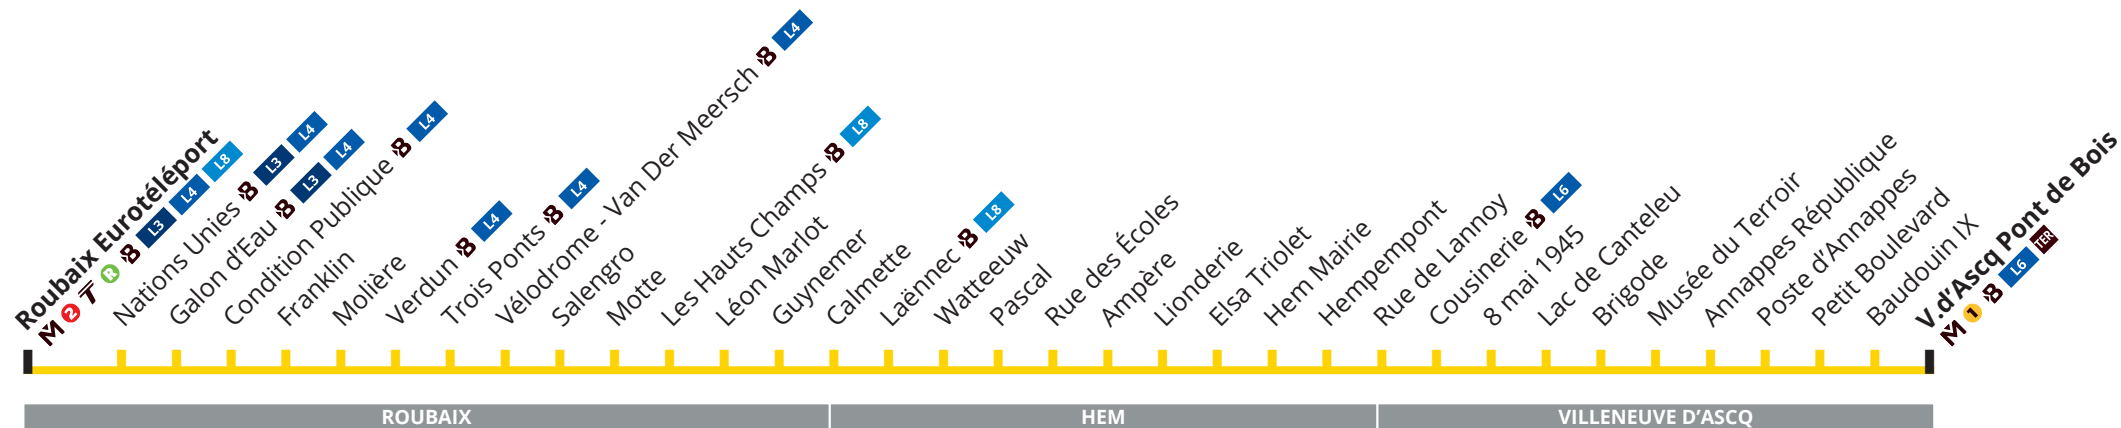 Roubaix Eurotéléport
M 2 T R B L3 L4 L8
Nations Unies B L3 L4
Galon d'Eau B L3 L4
Condition Publique B L4
Franklin
Molière
Verdun B L4
Trois Ponts B L4
Vélodrome - Van Der Meersch B L4
Salengro
Motte
Les Hauts Champs B L8
Léon Marlot
Guynemer
Calmette
Laënnec B L8
Watteeuw
Pascal
Rue des Écoles
Ampère
Lionderie
Elsa Triolet
Hem Mairie
Hempempont
Rue de Lannoy
Cousinerie B L6
8 mai 1945
Lac de Canteleu
Brigode
Musée du Terroir
Annappes République
Poste d'Annappes
Petit Boulevard
Baudouin IX
V.d'Ascq Pont de Bois
M 1 B L6 TER
ROUBAIX
HEM
VILLENEUVE D'ASCQ